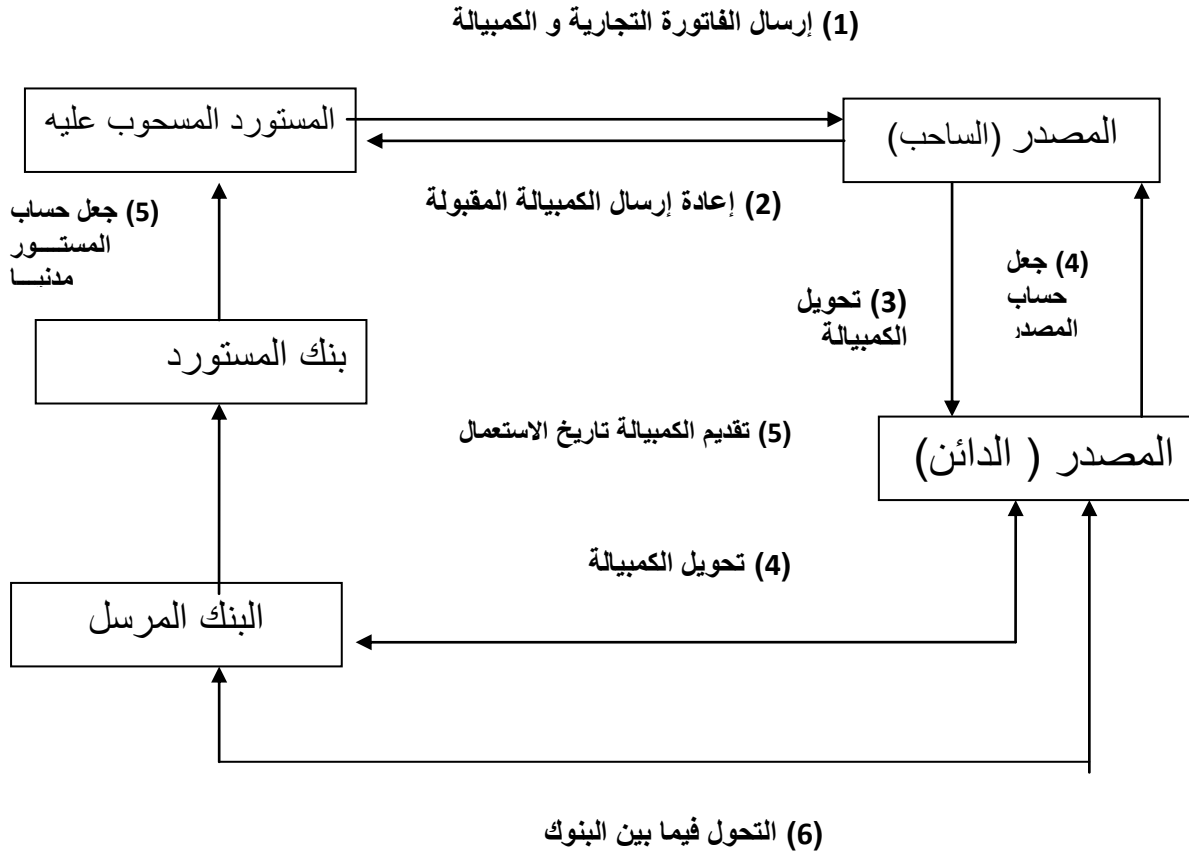 (1) إرسال الفاتورة التجارية و الكمبيالة
المصدر (الساحب)
المستورد المسحوب عليه
(2) إعادة إرسال الكمبيالة المقبولة
(5) جعل حساب
المستـــور
مدنبـــا
(4) جعل
حساب
المصدر
(3) تحويل
الكمبيالة
بنك المستورد
(5) تقديم الكمبيالة تاريخ الاستعمال
المصدر ( الدائن)
(4) تحويل الكمبيالة
البنك المرسل
(6) التحول فيما بين البنوك